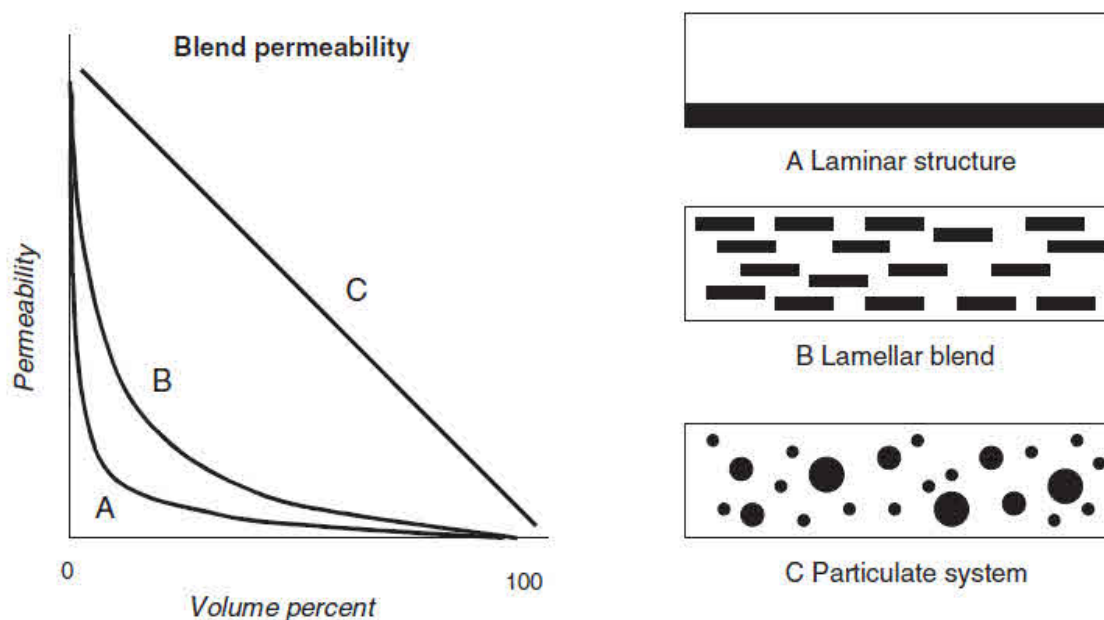 Blend permeability
Permeability
A
B
C
0
100
Volume percent
A Laminar structure
B Lamellar blend
C Particulate system